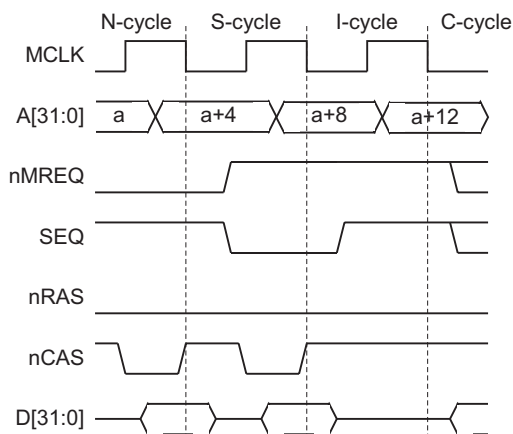 N-cycle S-cycle I-cycle C-cycle
MCLK
A[31:0] a a+4 a+8 a+12
nMREQ
SEQ
nRAS
nCAS
D[31:0]